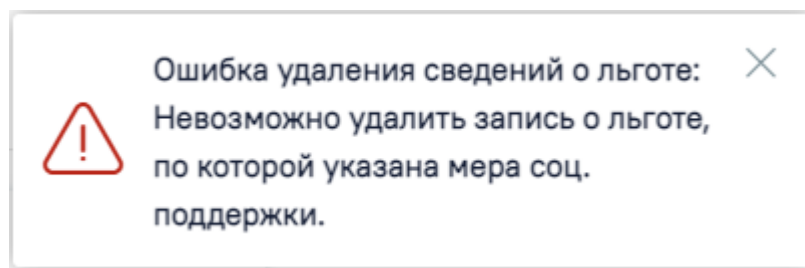 Ошибка удаления сведений о льготе:
Невозможно удалить запись о льготе,
по которой указана мера соц.
поддержки.